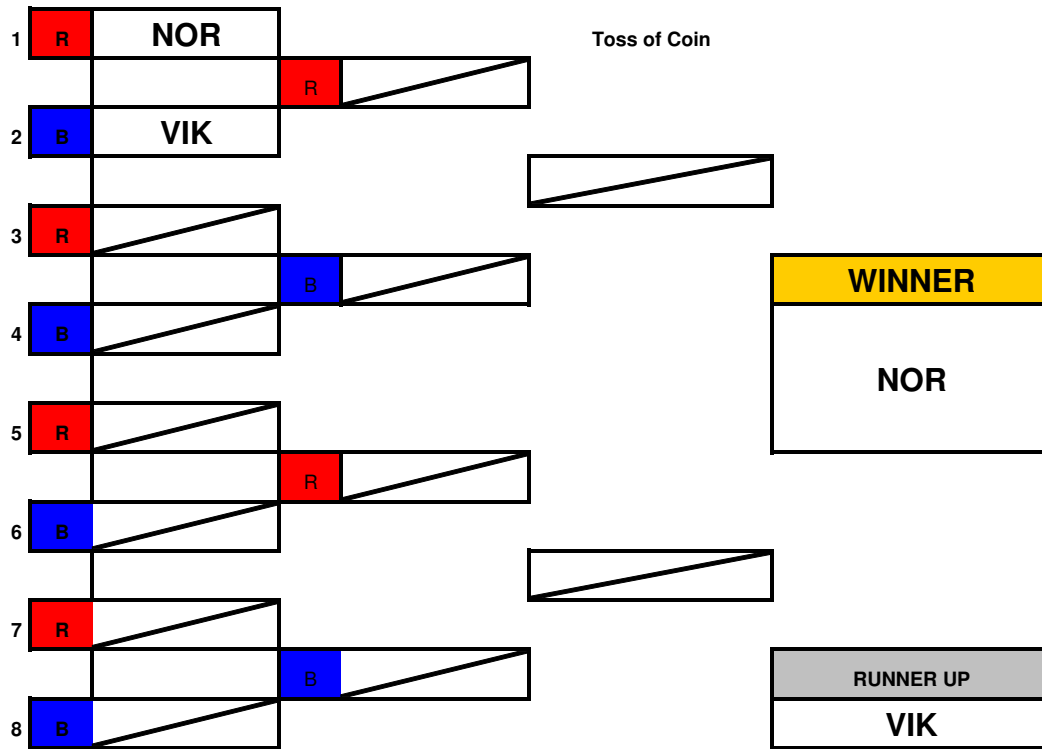 1 R NOR Toss of Coin
R
2 B VIK
3 R
B WINNER
4 B
NOR
5 R
R
6 B
7 R
B RUNNER UP
8 B VIK